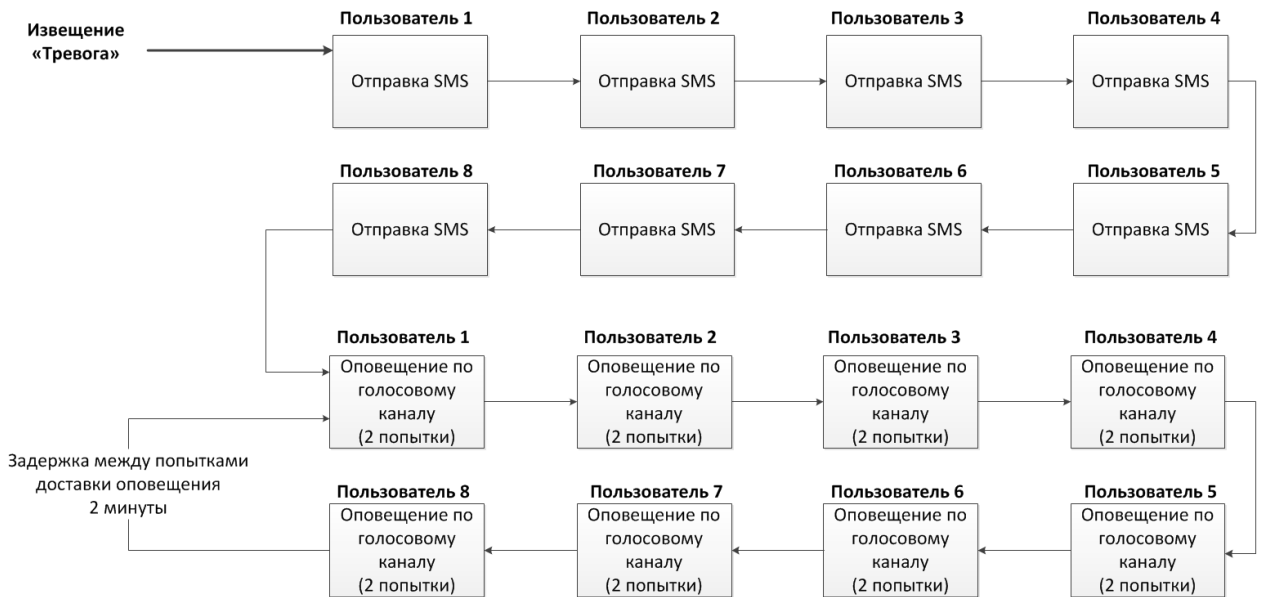 Извещение
«Тревога»
Пользователь 1
Отправка SMS
Пользователь 2
Отправка SMS
Пользователь 3
Отправка SMS
Пользователь 4
Отправка SMS
Пользователь 8
Отправка SMS
Пользователь 7
Отправка SMS
Пользователь 6
Отправка SMS
Пользователь 5
Отправка SMS
Пользователь 1
Оповещение по
голосовому
каналу
(2 попытки)
Пользователь 2
Оповещение по
голосовому
каналу
(2 попытки)
Пользователь 3
Оповещение по
голосовому
каналу
(2 попытки)
Пользователь 4
Оповещение по
голосовому
каналу
(2 попытки)
Задержка между попытками
доставки оповещения
2 минуты
Пользователь 8
Оповещение по
голосовому
каналу
(2 попытки)
Пользователь 7
Оповещение по
голосовому
каналу
(2 попытки)
Пользователь 6
Оповещение по
голосовому
каналу
(2 попытки)
Пользователь 5
Оповещение по
голосовому
каналу
(2 попытки)